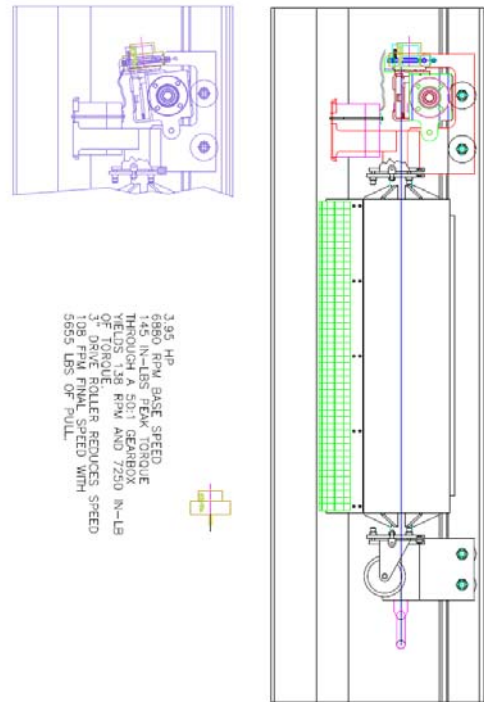 3.95 HP
6880 RPM BASE SPEED
145 IN-LBS PEAK TORQUE
THROUGH A 50:1 GEARBOX
YIELDS 138 RPM AND 7250 IN-LB
OF TORQUE.
3" DRIVE ROLLER REDUCES SPEED
108 FPM FINAL SPEED WITH
5655 LBS OF PULL.